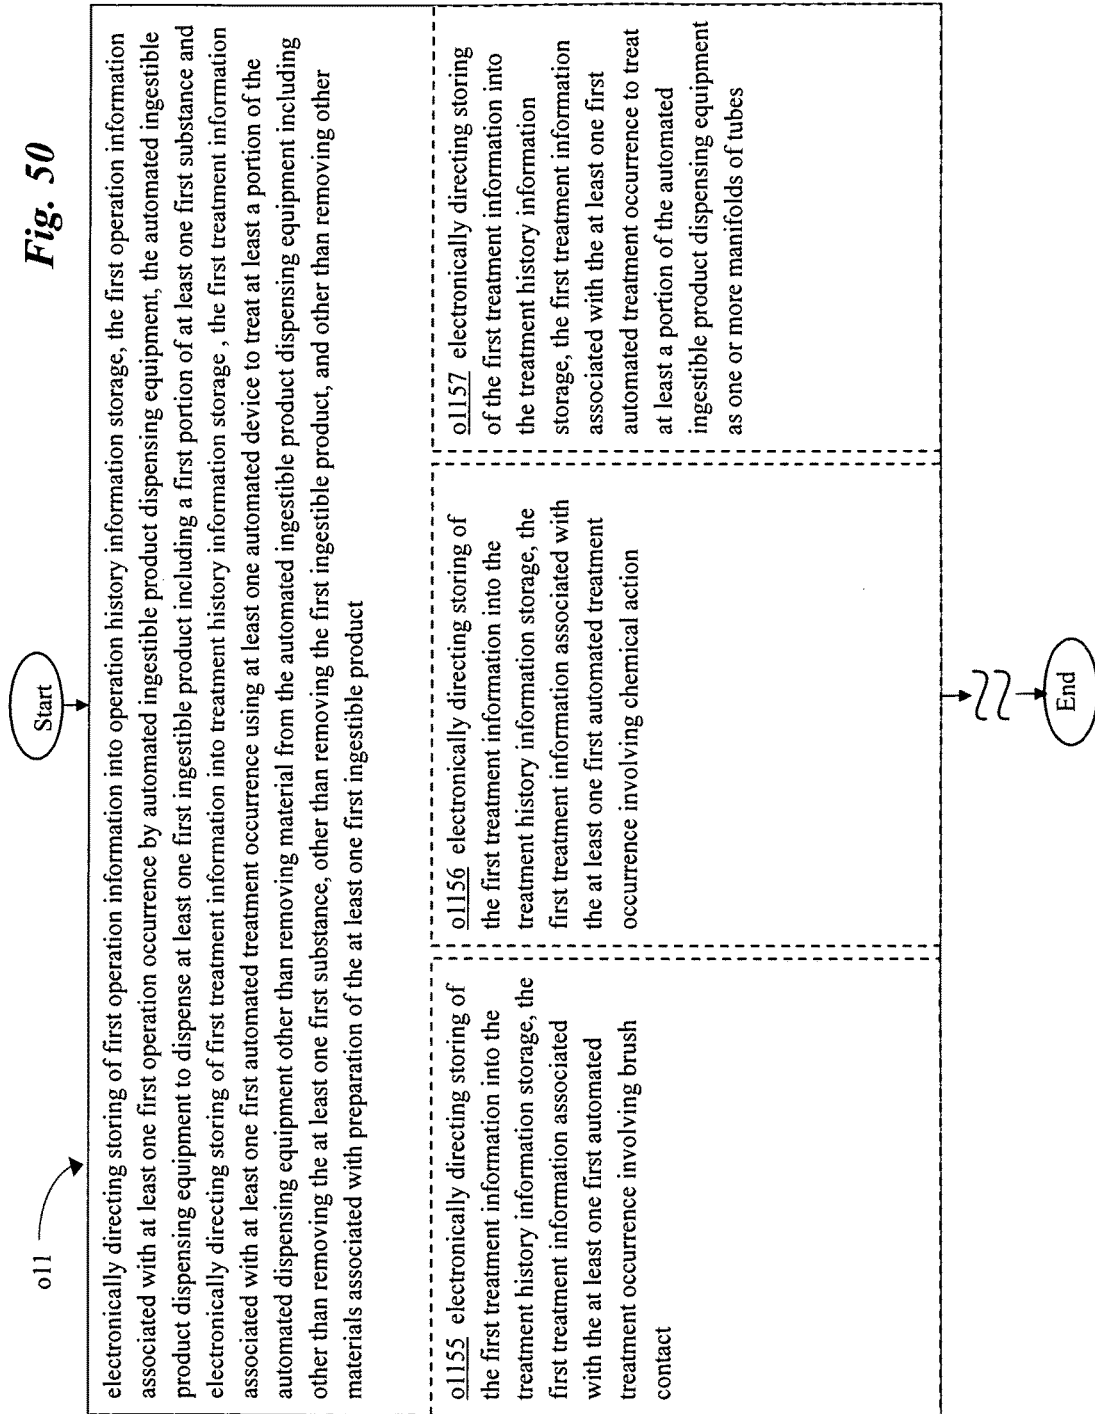 Fig. 50
o11
Start
electronically directing storing of first operation information into operation history information storage, the first operation information
associated with at least one first operation occurrence by automated ingestible product dispensing equipment, the automated ingestible
product dispensing equipment to dispense at least one first ingestible product including a first portion of at least one first substance and
electronically directing storing of first treatment information into treatment history information storage , the first treatment information
associated with at least one first automated treatment occurrence using at least one automated device to treat at least a portion of the
automated dispensing equipment other than removing material from the automated ingestible product dispensing equipment including
other than removing the at least one first substance, other than removing the first ingestible product, and other than removing other
materials associated with preparation of the at least one first ingestible product
o1155 electronically directing storing of
the first treatment information into the
treatment history information storage, the
first treatment information associated
with the at least one first automated
treatment occurrence involving brush
contact
o1156 electronically directing storing of
the first treatment information into the
treatment history information storage, the
first treatment information associated with
the at least one first automated treatment
occurrence involving chemical action
o1157 electronically directing storing
of the first treatment information into
the treatment history information
storage, the first treatment information
associated with the at least one first
automated treatment occurrence to treat
at least a portion of the automated
ingestible product dispensing equipment
as one or more manifolds of tubes
End